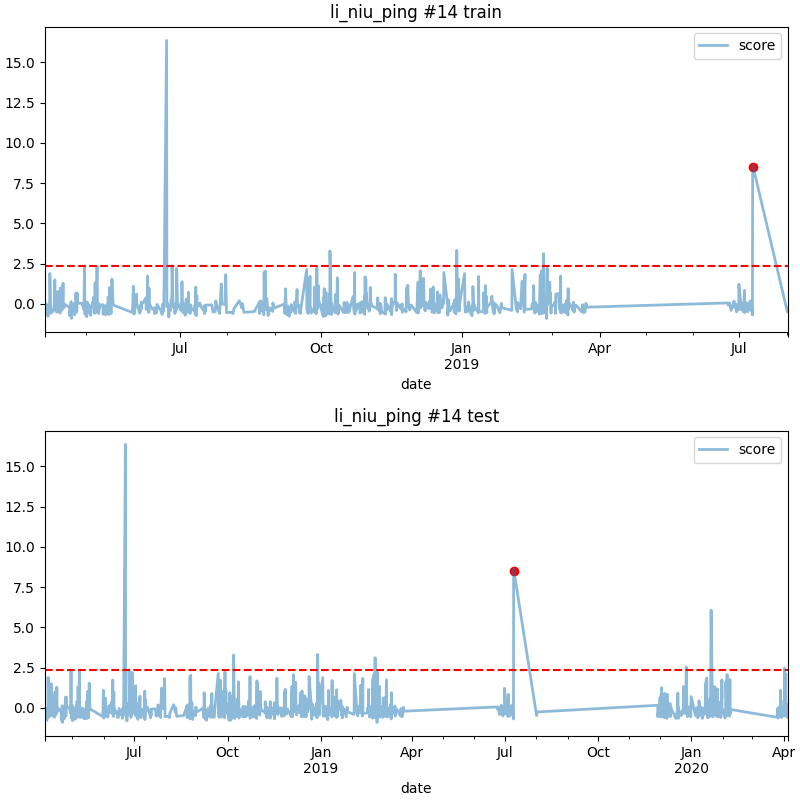 li_niu_ping #14 train
score
15.0
12.5
10.0
7.5
5.0
2.5
0.0
Jul Oct Jan Apr Jul
2019
date
li_niu_ping #14 test
score
15.0
12.5
10.0
7.5
5.0
2.5
0.0
Jul Oct Jan Apr Jul Oct Jan Apr
2019 2020
date